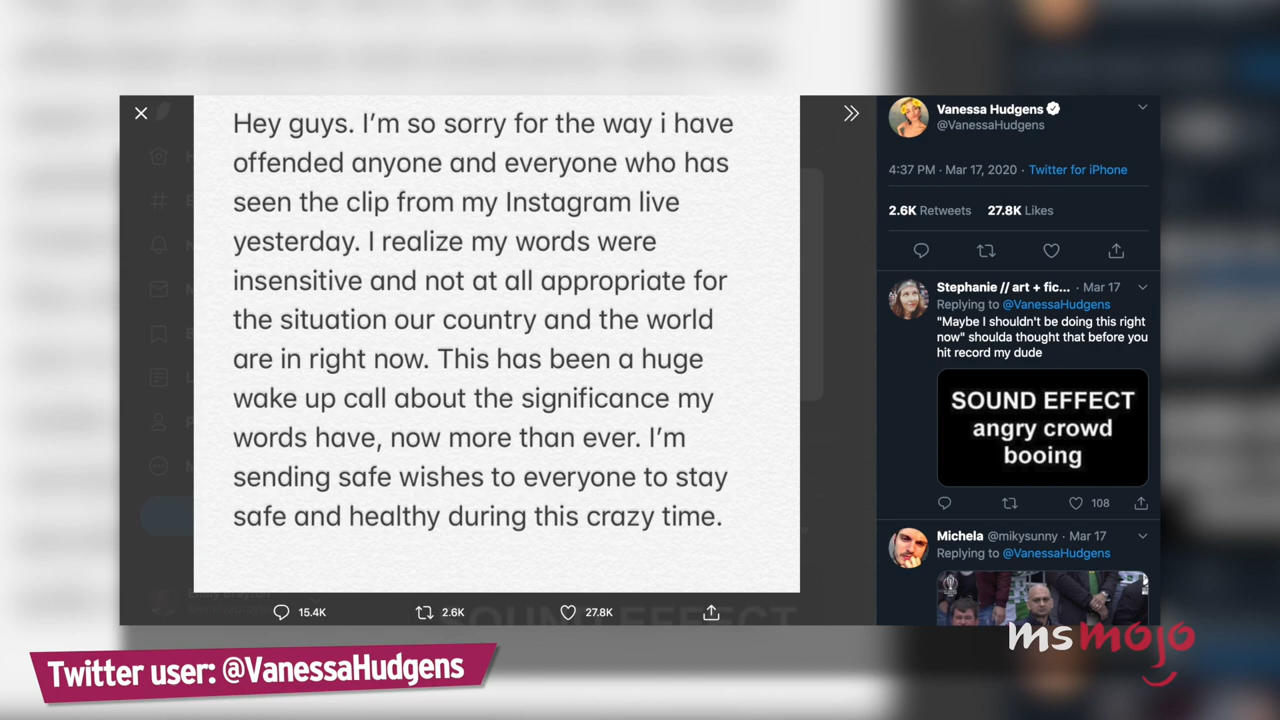 Hey guys. I'm so sorry for the way i have
offended anyone and everyone who has
seen the clip from my Instagram live
yesterday. I realize my words were
insensitive and not at all appropriate for
the situation our country and the world
are in right now. This has been a huge
wake up call about the significance my
words have, now more than ever. I'm
sending safe wishes to everyone to stay
safe and healthy during this crazy time.
15.4K 2.6K 27.8K
Vanessa Hudgens
@VanessaHudgens
4:37 PM · Mar 17, 2020 · Twitter for iPhone
2.6K Retweets 27.8K Likes
Stephanie // art + fic... · Mar 17
Replying to @VanessaHudgens
"Maybe I shouldn't be doing this right
now" shoulda thought that before you
hit record my dude
SOUND EFFECT
angry crowd
booing
108
Michela @mikysunny · Mar 17
Replying to @VanessaHudgens
SOUND EFFECT
msmojo
Twitter user: @VanessaHudgens